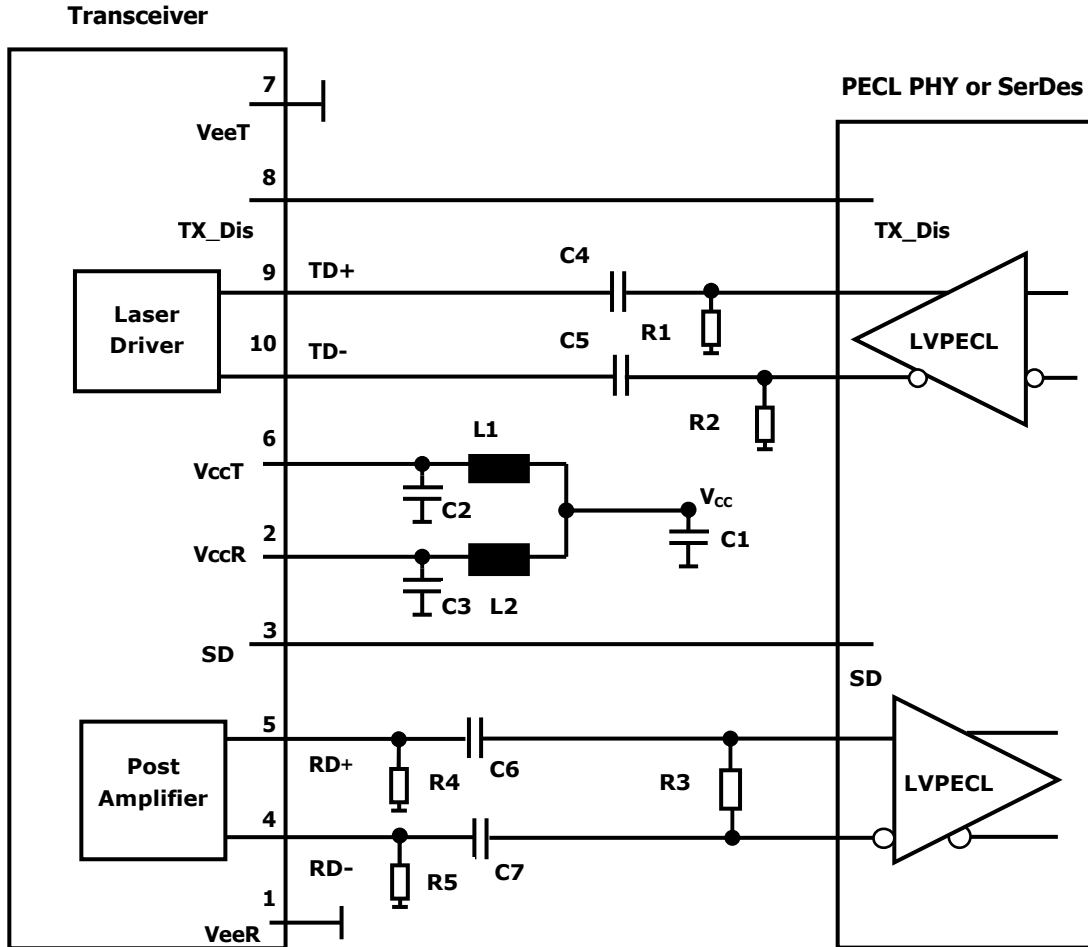 Transceiver
PECL PHY or SerDes
7
VeeT
8
TX_Dis
TX_Dis
9
TD+
C4
Laser
Driver
R1
LVPECL
10
TD-
C5
R2
6
VccT
L1
C2
VCC
C1
2
VccR
C3
L2
3
SD
SD
5
RD+
R4
C6
R3
Post
Amplifier
LVPECL
4
RD-
R5
C7
1
VeeR